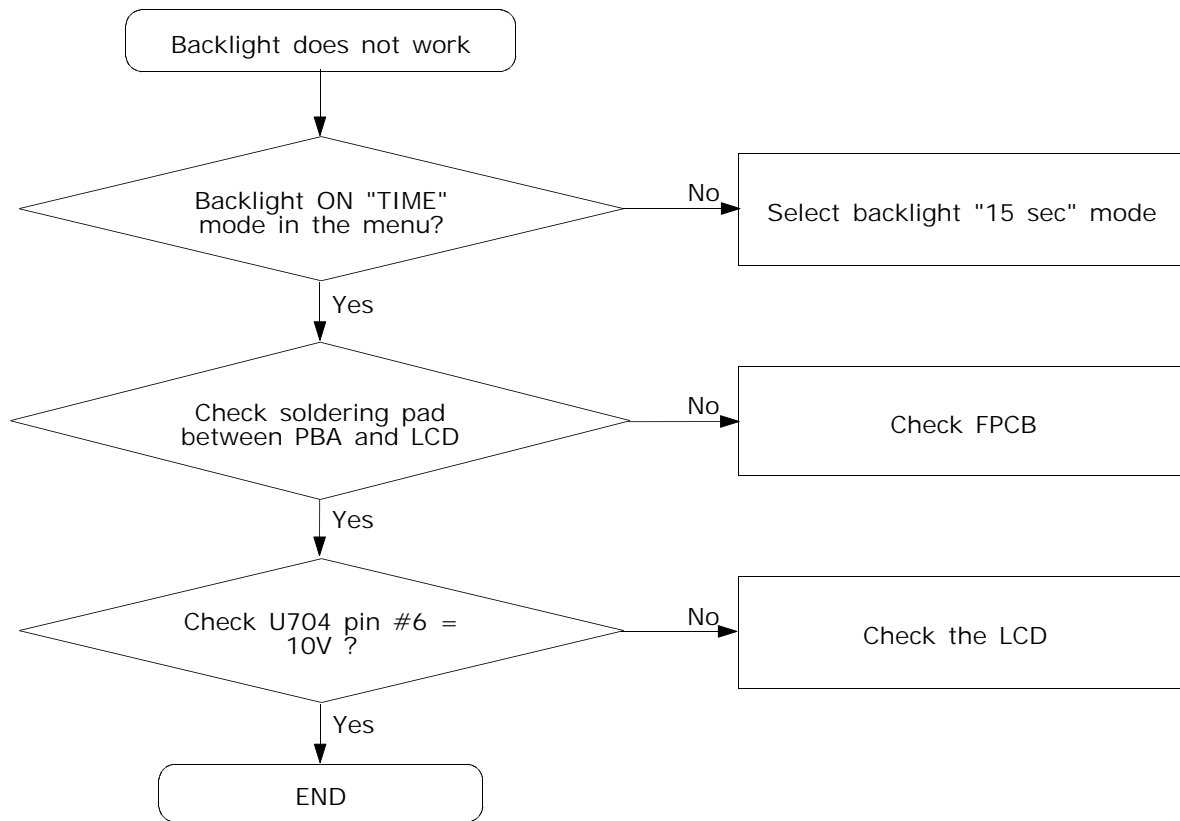 Backlight does not work
Backlight ON "TIME"
mode in the menu?
No
Select backlight "15 sec" mode
Yes
Check soldering pad
between PBA and LCD
No
Check FPCB
Yes
Check U704 pin #6 =
10V ?
No
Check the LCD
Yes
END